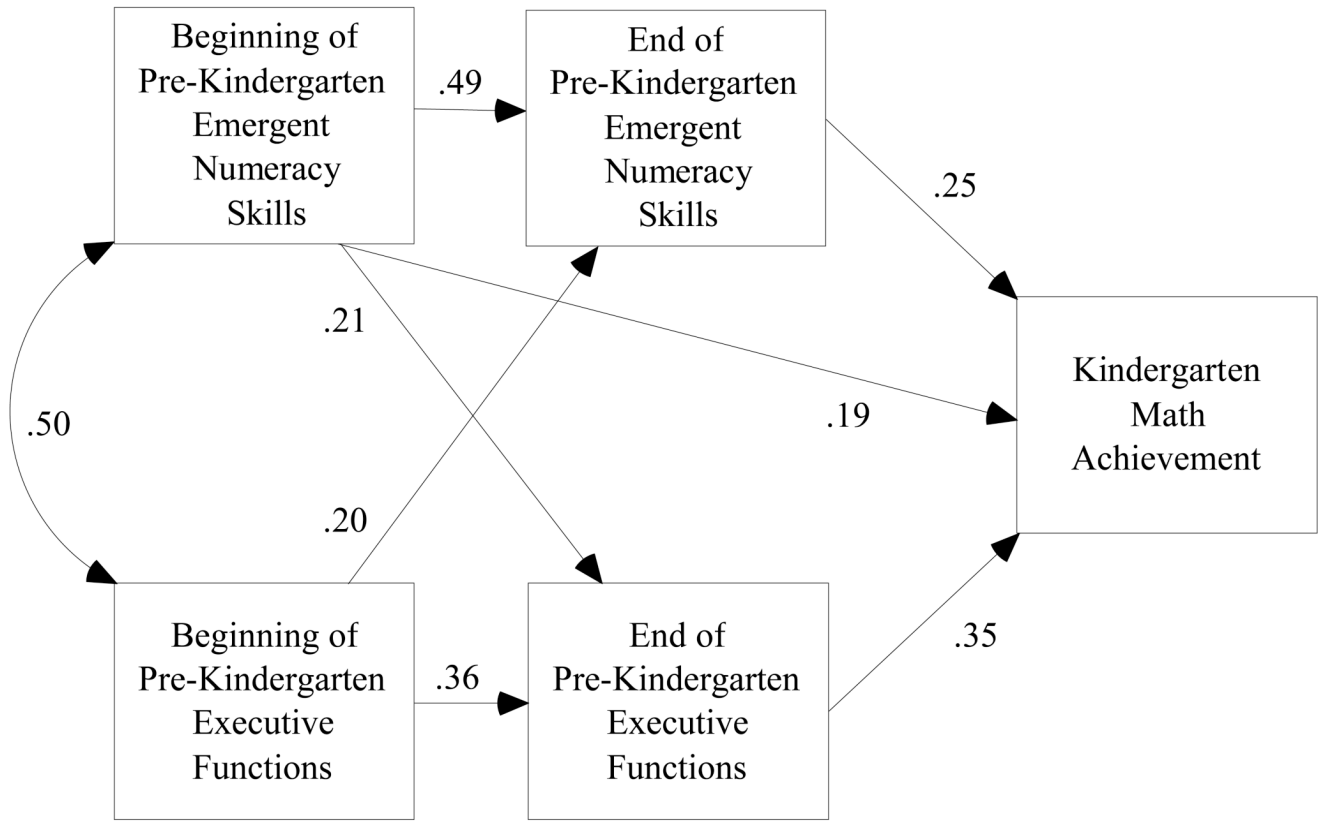 Beginning of
Pre-Kindergarten
Emergent
Numeracy
Skills
.49
End of
Pre-Kindergarten
Emergent
Numeracy
Skills
.25
.21
.19
.50
.20
Kindergarten
Math
Achievement
Beginning of
Pre-Kindergarten
Executive
Functions
.36
End of
Pre-Kindergarten
Executive
Functions
.35